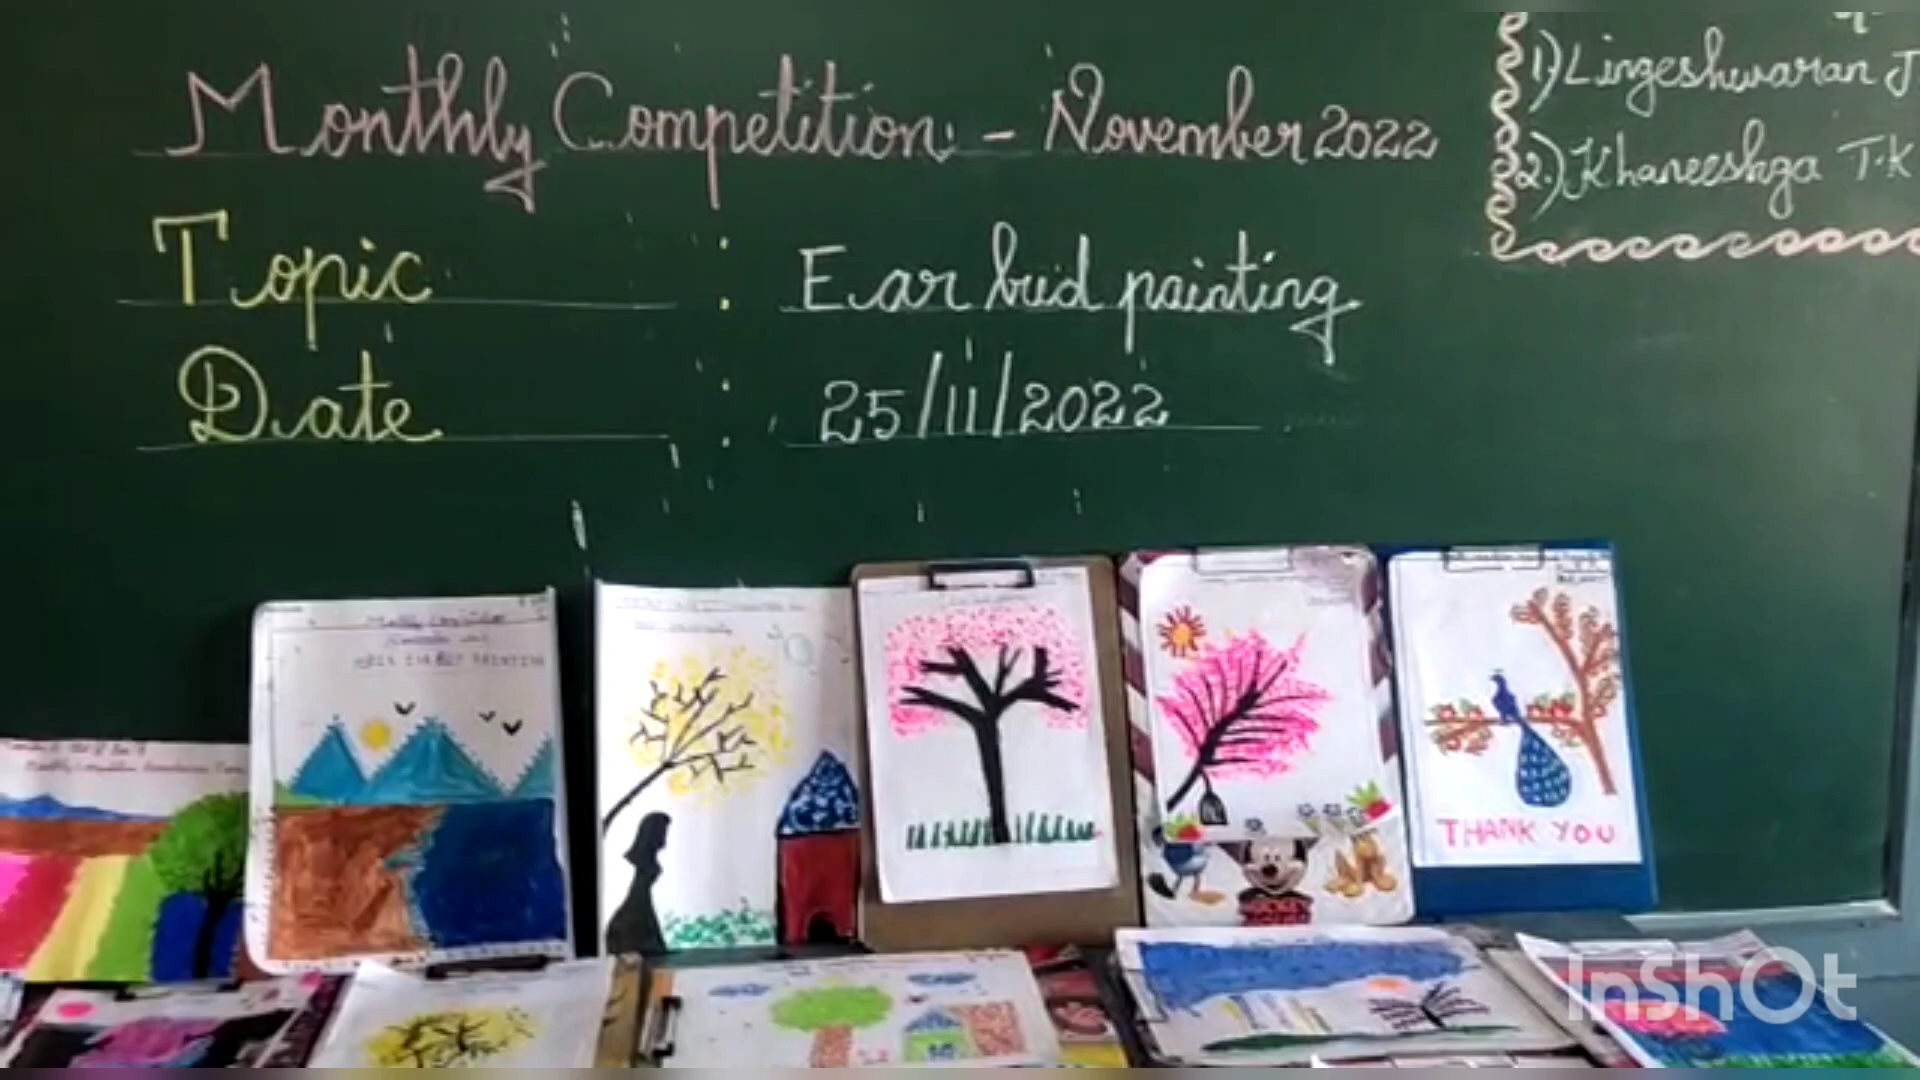 Monthly Competition - November 2022
Topic : Ear bud painting
Date : 25/11/2022
1) Lingeshwaran J
2.) Khaneeshga T.K
THANK YOU
InShOt